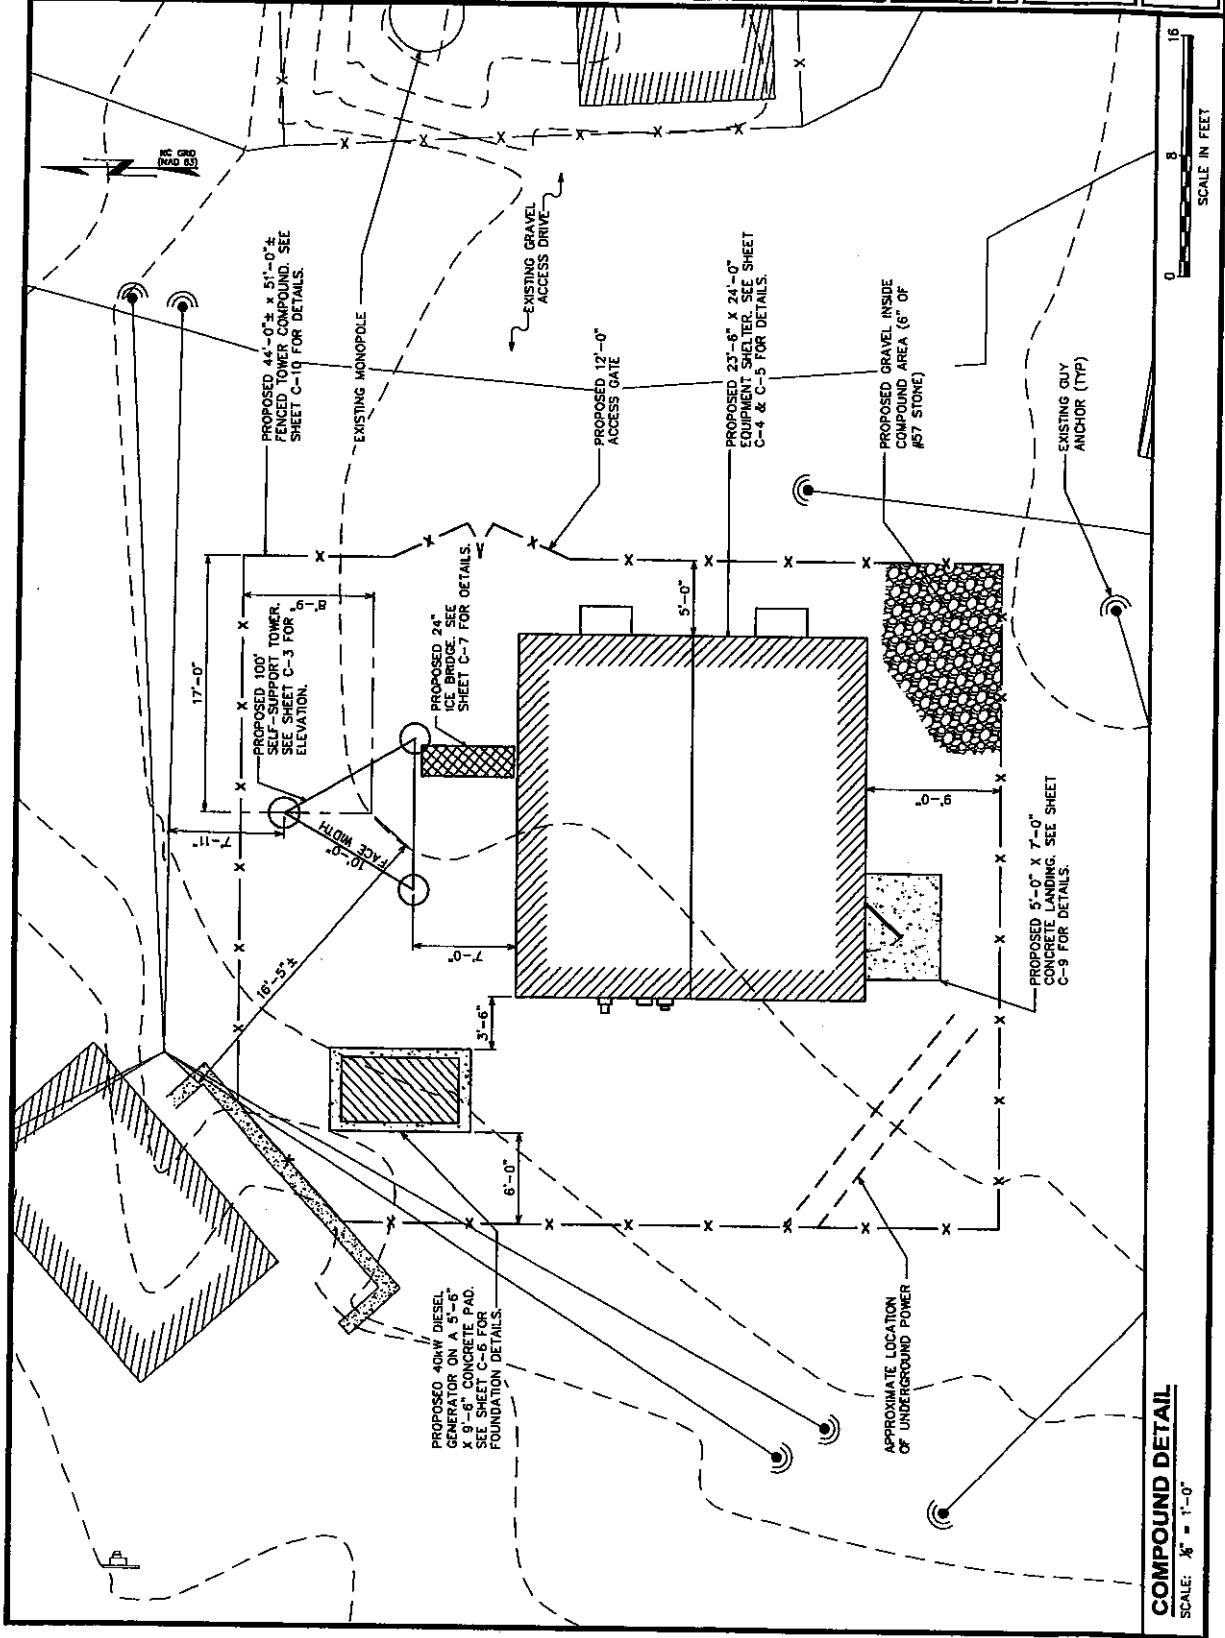 NC GRID
(NAD 83)
PROPOSED 44'-0"± x 51'-0"±
FENCED TOWER COMPOUND. SEE
SHEET C-10 FOR DETAILS.
EXISTING MONOPOLE
EXISTING GRAVEL
ACCESS DRIVE
PROPOSED 12'-0"
ACCESS GATE
PROPOSED 23'-6" X 24'-0"
EQUIPMENT SHELTER. SEE SHEET
C-4 & C-5 FOR DETAILS.
PROPOSED GRAVEL INSIDE
COMPOUND AREA (6" OF
#57 STONE)
EXISTING GUY
ANCHOR (TYP)
17'-0"
8'-9"
PROPOSED 100'
SELF-SUPPORT TOWER.
SEE SHEET C-3 FOR
ELEVATION.
PROPOSED 24"
ICE BRIDGE. SEE
SHEET C-7 FOR DETAILS.
5'-0"
7'-11"
10'-0"
FACE WIDTH
16'-5"±
7'-0"
3'-6"
9'-0"
6'-0"
PROPOSED 5'-0" X 7'-0"
CONCRETE LANDING. SEE SHEET
C-9 FOR DETAILS.
PROPOSED 40kW DIESEL
GENERATOR ON A 5'-6"
X 9'-6" CONCRETE PAD.
SEE SHEET C-6 FOR
FOUNDATION DETAILS.
APPROXIMATE LOCATION
OF UNDERGROUND POWER
COMPOUND DETAIL
SCALE: = 1'-0"
0 8 16
SCALE IN FEET